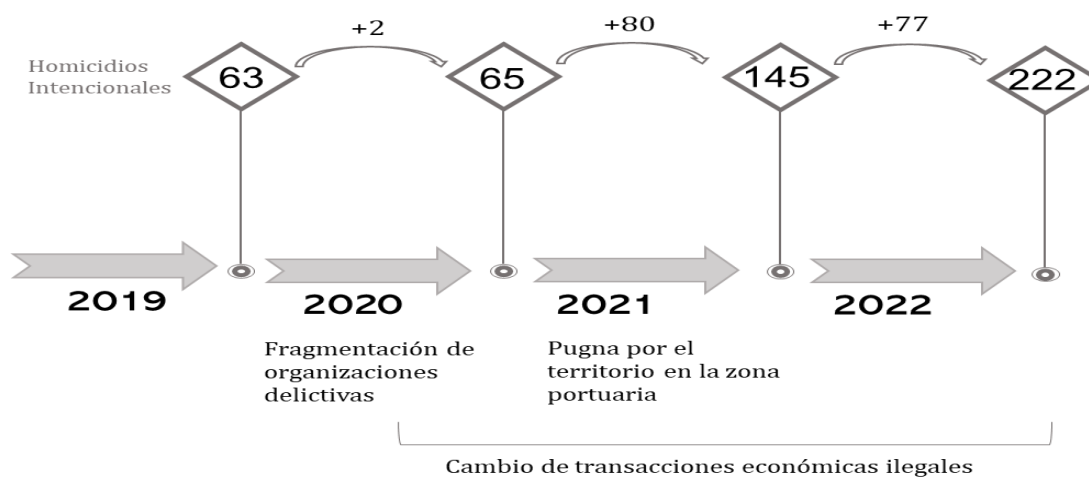 +2
+80
+77
Homicidios
Intencionales
63
65
145
222
2019
2020
2021
2022
Fragmentación de
organizaciones
delictivas
Pugna por el
territorio en la zona
portuaria
Cambio de transacciones económicas ilegales